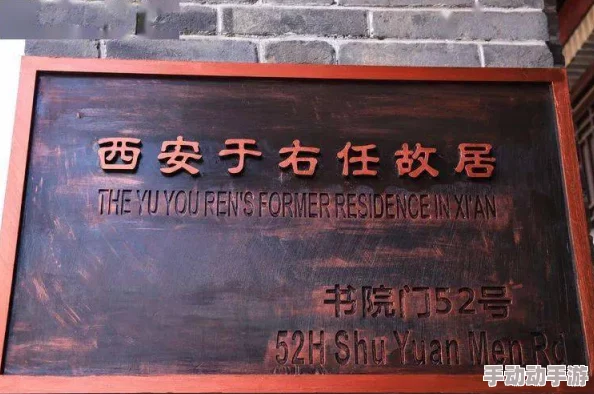 西安于右任故居
THE YU YOU REN'S FORMER RESIDENCE IN XI'AN
书院门52号
52H Shu Yuan Men Rd
手动动手游